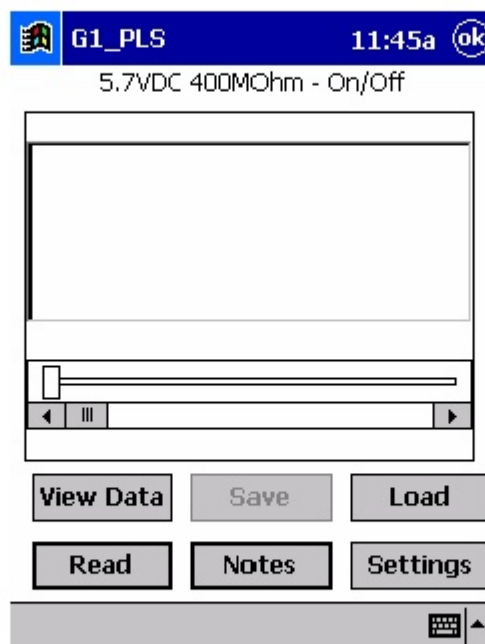 G1_PLS 11:45a ok
5.7VDC 400MOhm - On/Off
View Data Save Load
Read Notes Settings